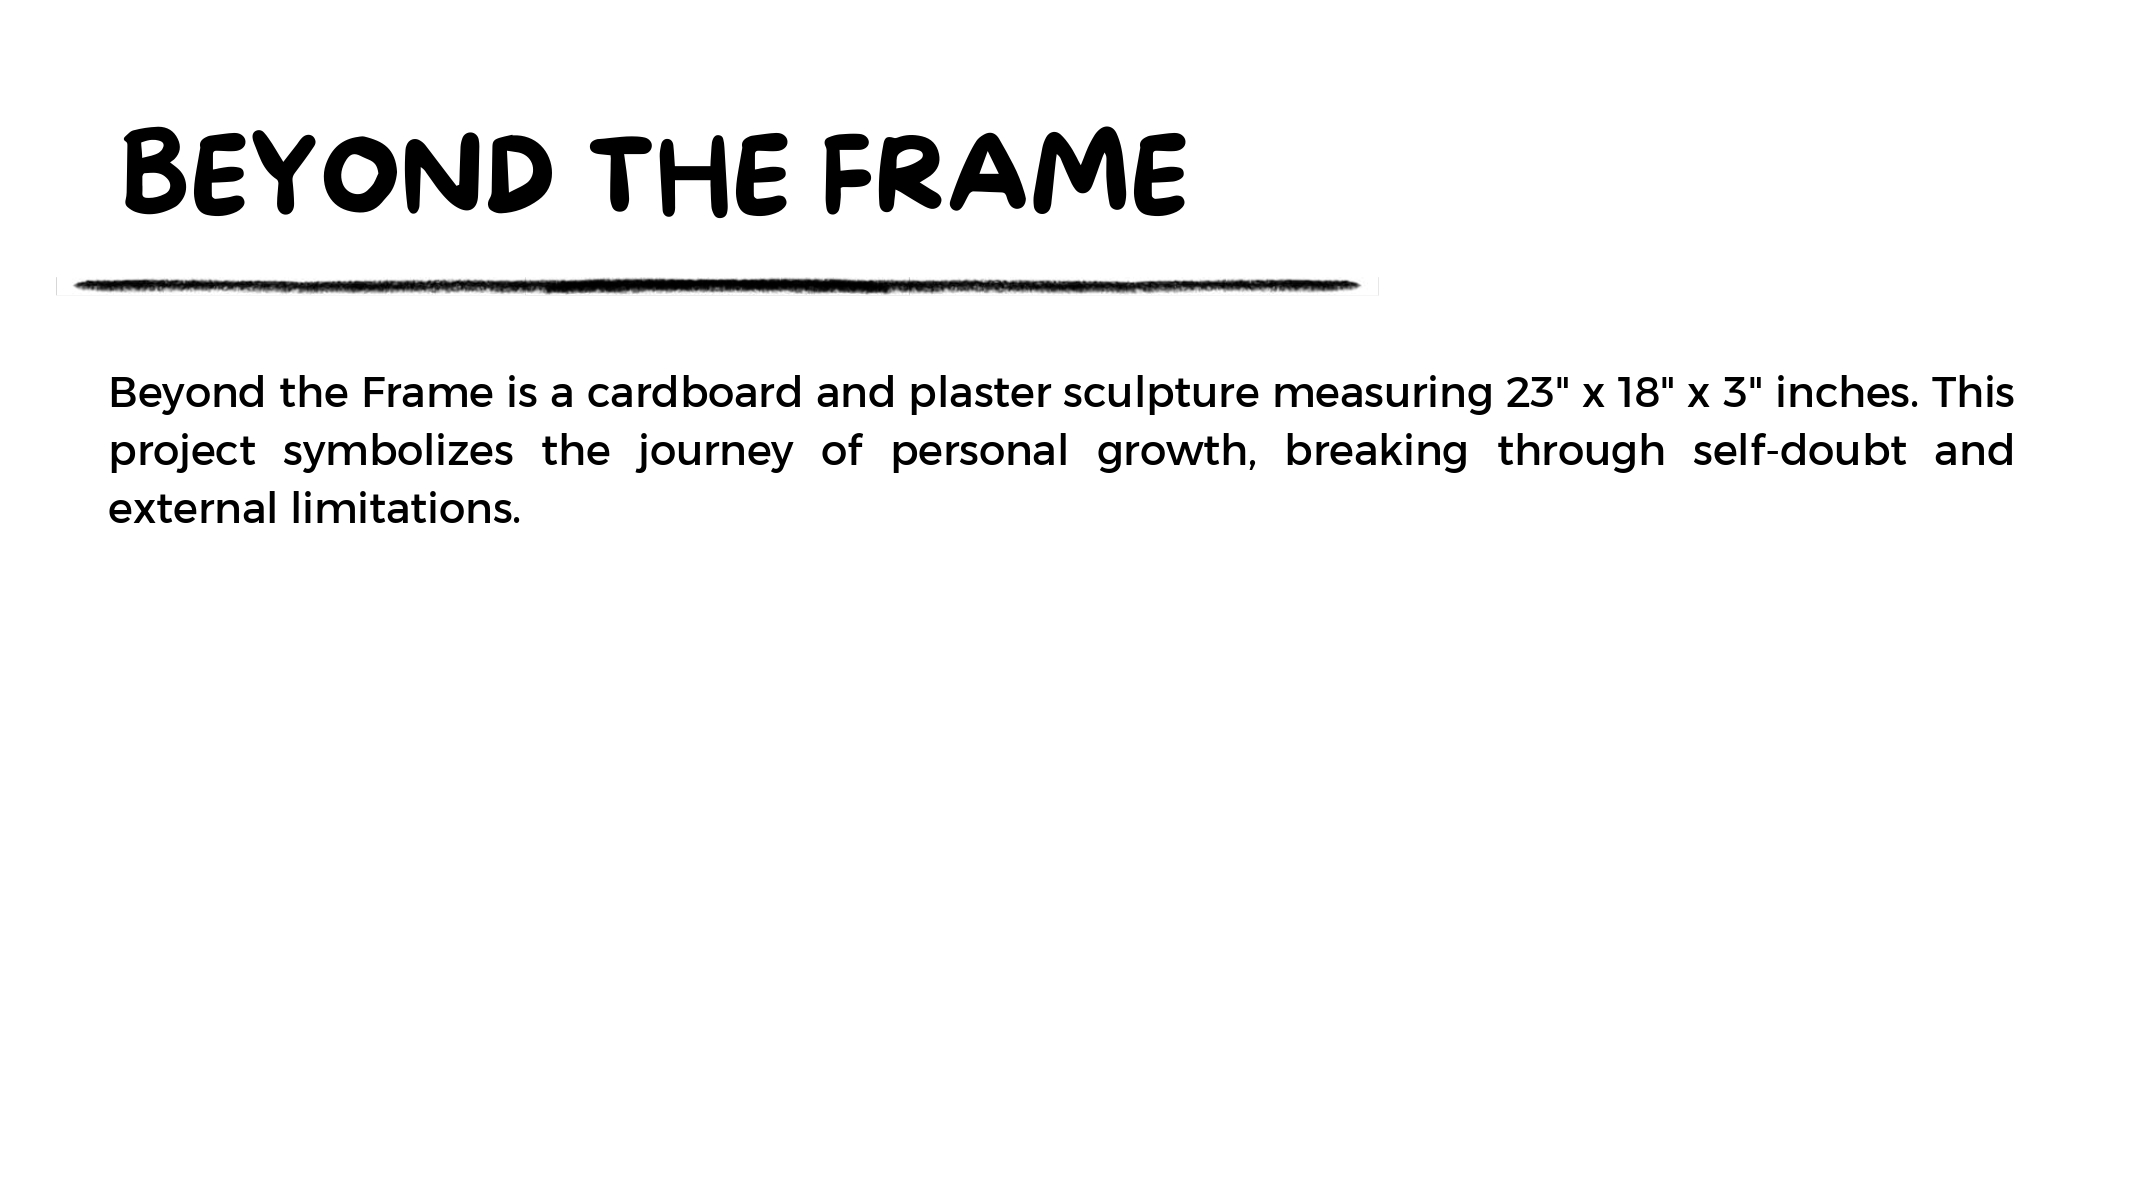 BEYOND THE FRAME
Beyond the Frame is a cardboard and plaster sculpture measuring 23" x 18" x 3" inches. This
project symbolizes the journey of personal growth, breaking through self-doubt and
external limitations.